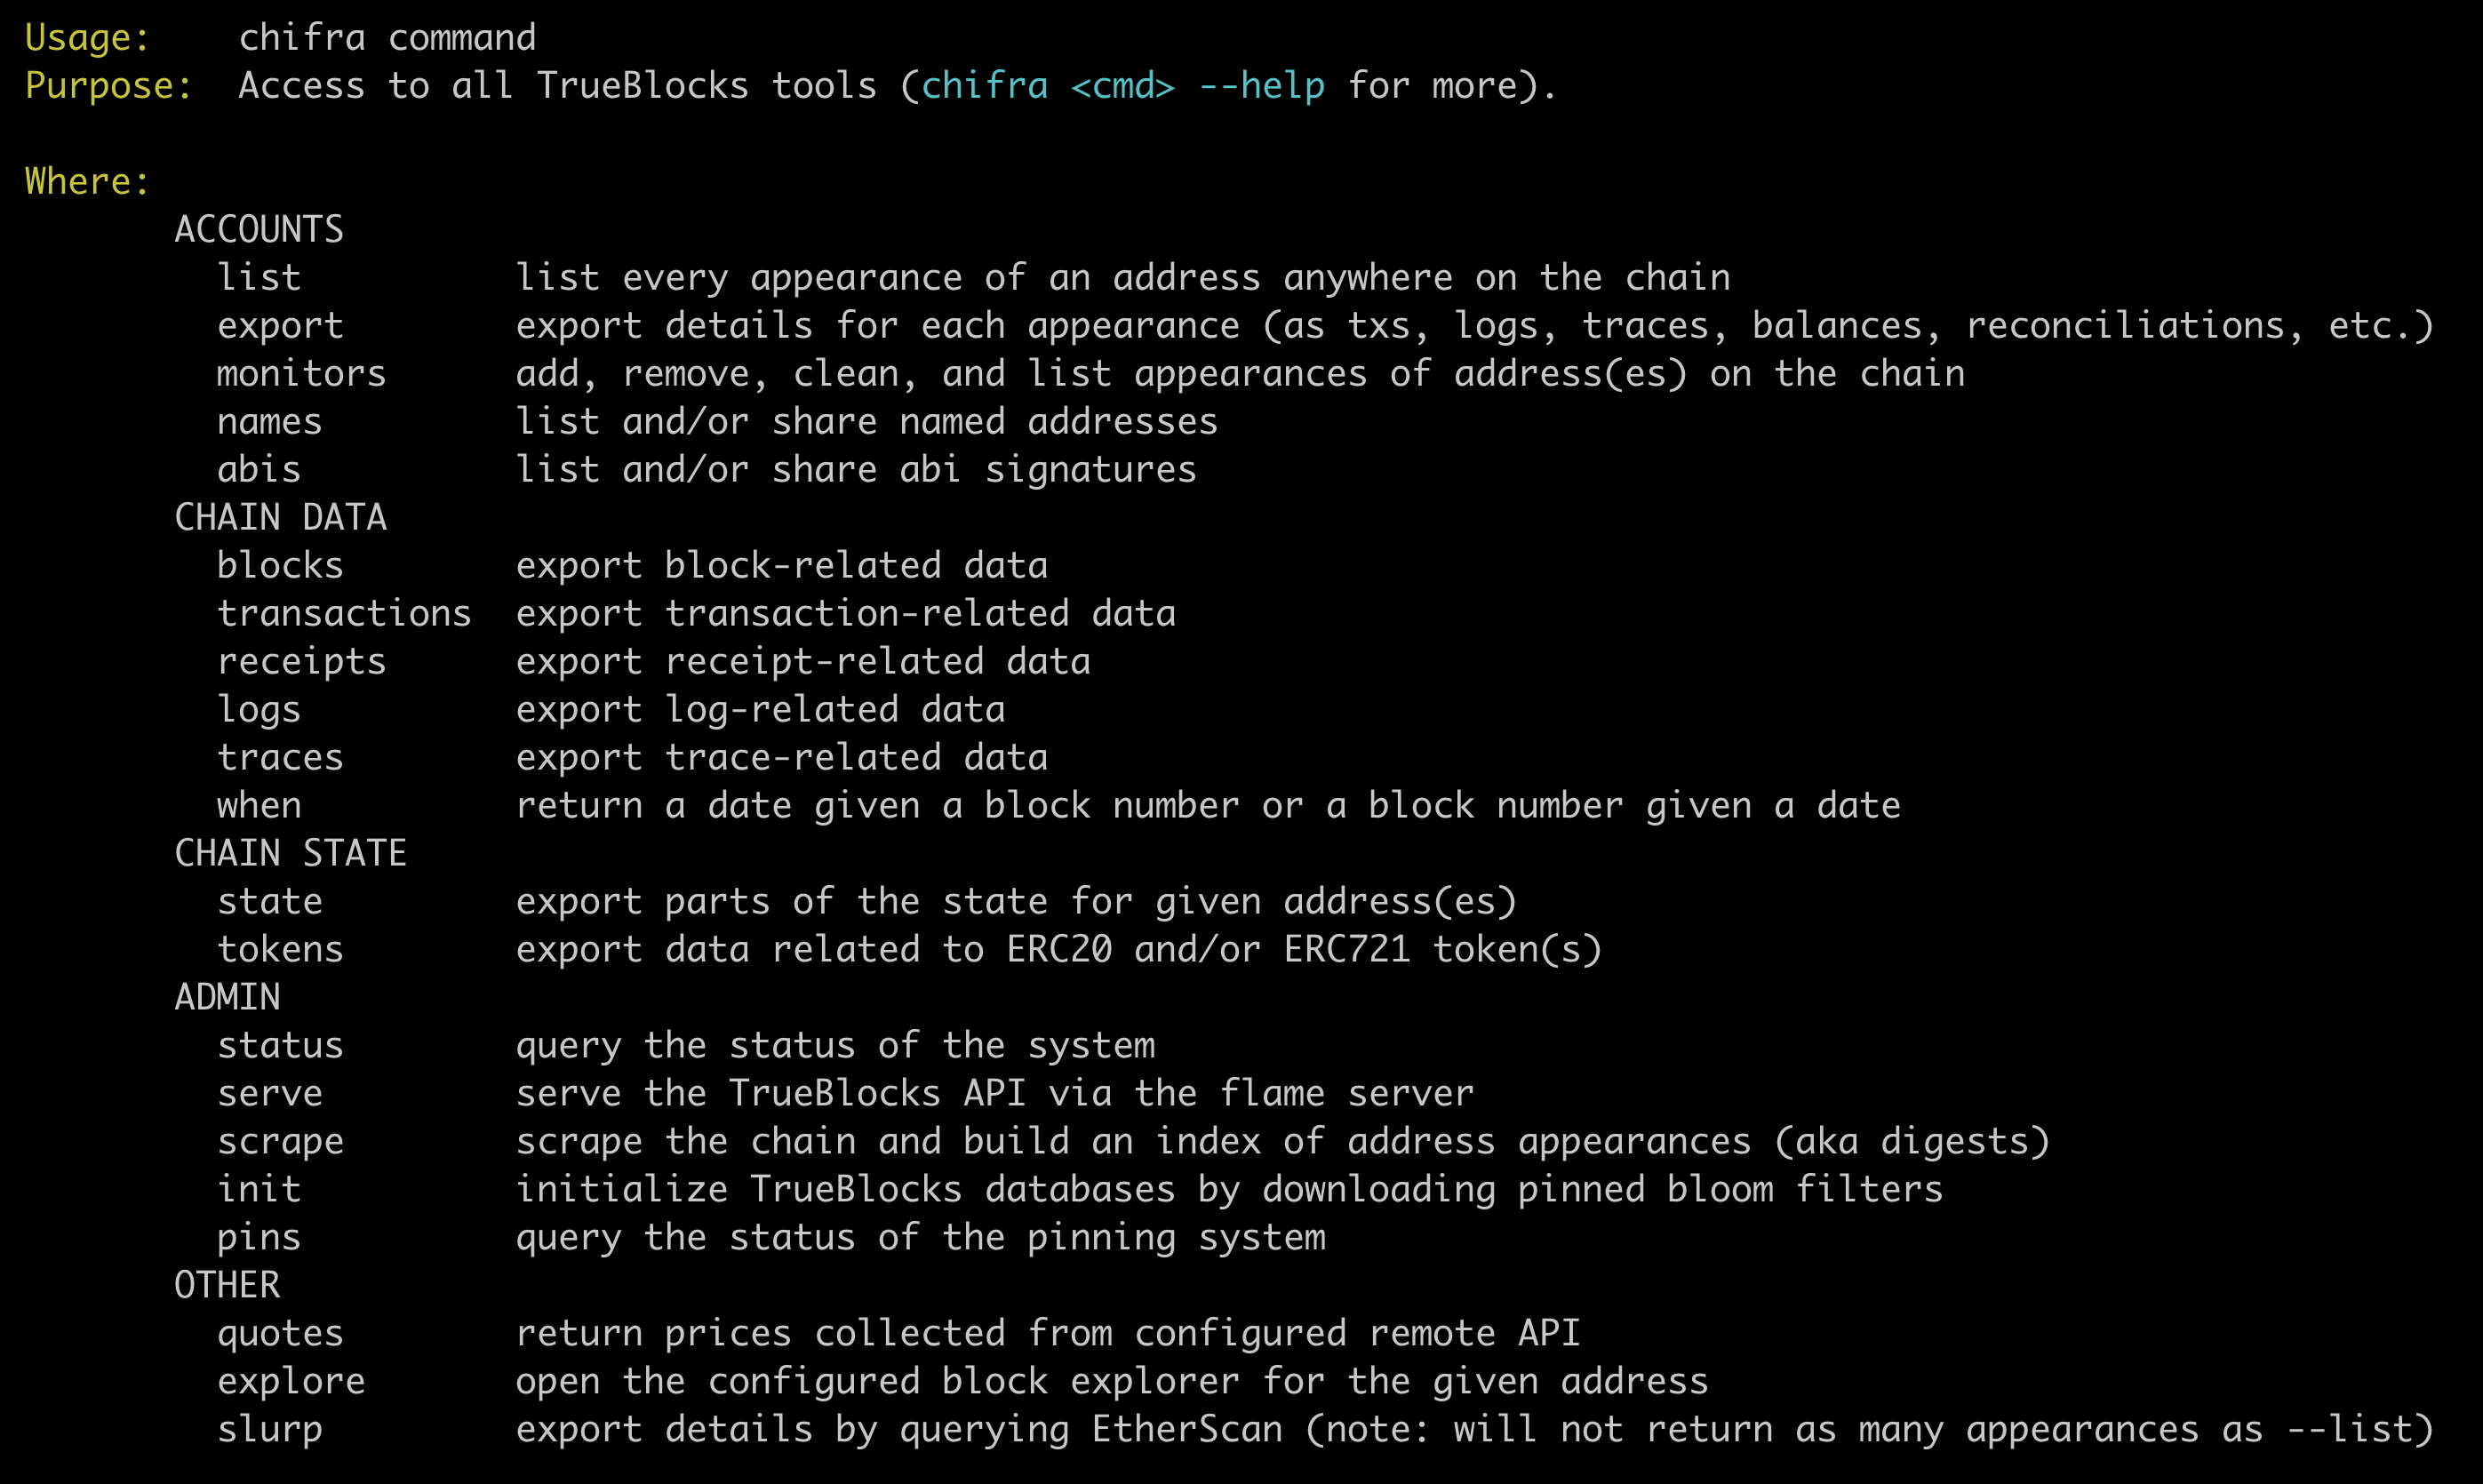 Usage:    chifra command
Purpose:  Access to all TrueBlocks tools (chifra <cmd> --help for more).
Where:
ACCOUNTS
list          list every appearance of an address anywhere on the chain
export        export details for each appearance (as txs, logs, traces, balances, reconciliations, etc.)
monitors      add, remove, clean, and list appearances of address(es) on the chain
names         list and/or share named addresses
abis          list and/or share abi signatures
CHAIN DATA
blocks        export block-related data
transactions  export transaction-related data
receipts      export receipt-related data
logs          export log-related data
traces        export trace-related data
when          return a date given a block number or a block number given a date
CHAIN STATE
state         export parts of the state for given address(es)
tokens        export data related to ERC20 and/or ERC721 token(s)
ADMIN
status        query the status of the system
serve         serve the TrueBlocks API via the flame server
scrape        scrape the chain and build an index of address appearances (aka digests)
init          initialize TrueBlocks databases by downloading pinned bloom filters
pins          query the status of the pinning system
OTHER
quotes        return prices collected from configured remote API
explore       open the configured block explorer for the given address
slurp         export details by querying EtherScan (note: will not return as many appearances as --list)